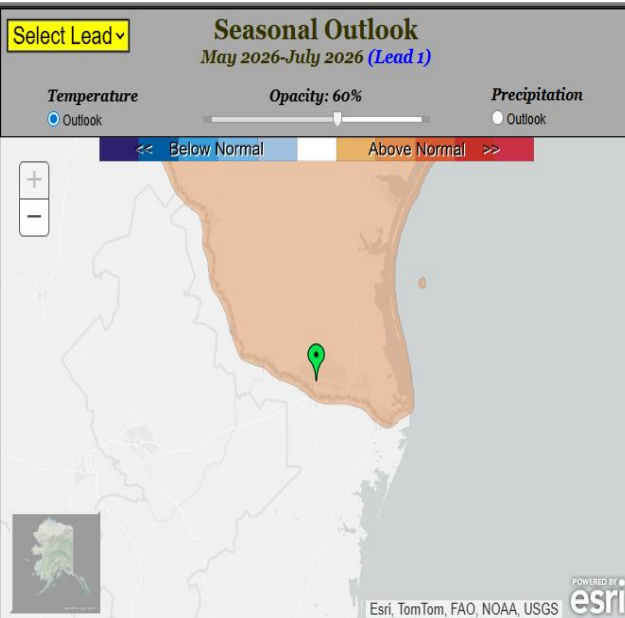 Select Lead
Seasonal Outlook
May 2026-July 2026 (Lead 1)
Temperature
Opacity: 60%
Precipitation
Outlook
Outlook
<< Below Normal
Above Normal >>
+
−
POWERED BY
esri
Esri, TomTom, FAO, NOAA, USGS